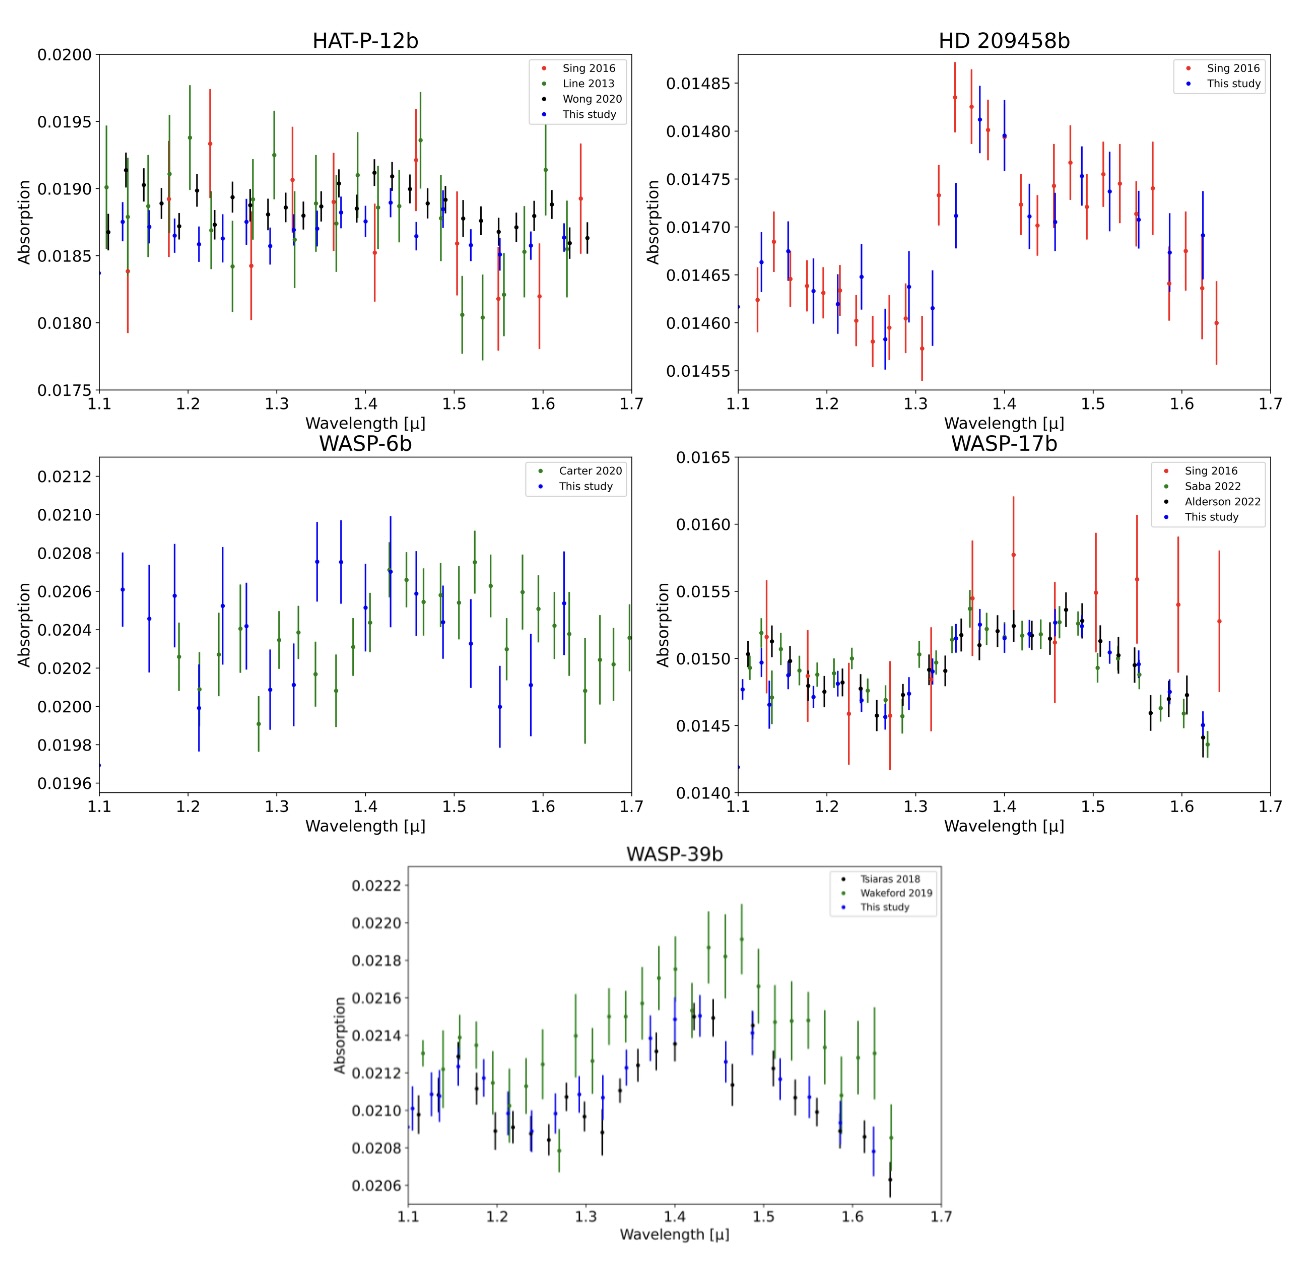 HAT-P-12b
0.0200
0.0195
0.0190
0.0185
0.0180
0.0175
Absorption
Sing 2016
Line 2013
Wong 2020
This study
1.1 1.2 1.3 1.4 1.5 1.6 1.7
Wavelength [μ]
HD 209458b
0.01485
0.01480
0.01475
0.01470
0.01465
0.01460
0.01455
Absorption
Sing 2016
This study
1.1 1.2 1.3 1.4 1.5 1.6 1.7
Wavelength [μ]
WASP-6b
0.0212
0.0210
0.0208
0.0206
0.0204
0.0202
0.0200
0.0198
0.0196
Absorption
Carter 2020
This study
1.1 1.2 1.3 1.4 1.5 1.6 1.7
Wavelength [μ]
WASP-17b
0.0165
0.0160
0.0155
0.0150
0.0145
0.0140
Absorption
Sing 2016
Saba 2022
Alderson 2022
This study
1.1 1.2 1.3 1.4 1.5 1.6 1.7
Wavelength [μ]
WASP-39b
0.0222
0.0220
0.0218
0.0216
0.0214
0.0212
0.0210
0.0208
0.0206
Absorption
Tsiaras 2018
Wakeford 2019
This study
1.1 1.2 1.3 1.4 1.5 1.6 1.7
Wavelength [μ]